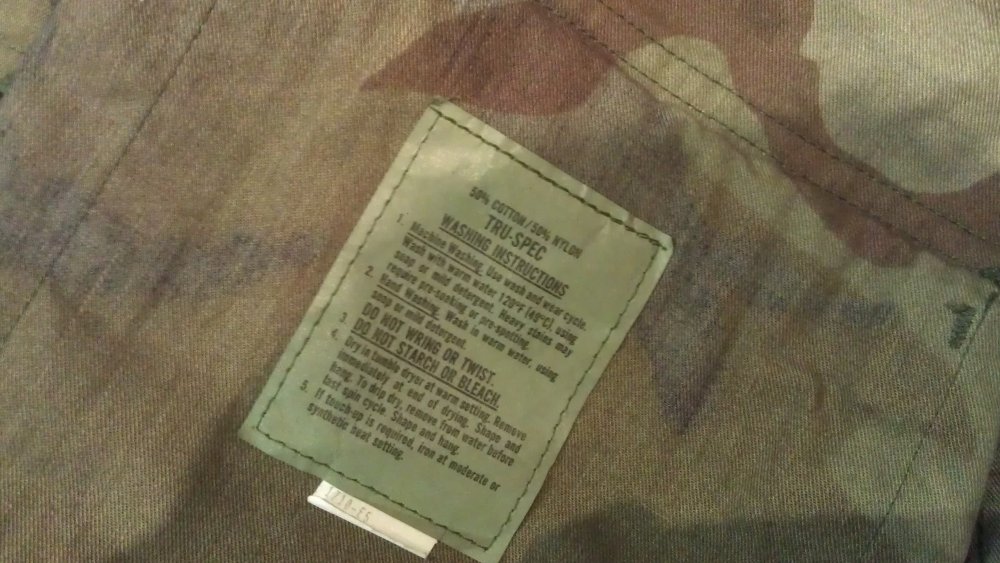 50% COTTON/50% NYLON
TRU-SPEC
WASHING INSTRUCTIONS
1. Machine Washing. Use wash and wear cycle.
Wash with warm water 120°F (49°C), using
soap or mild detergent. Heavy stains may
require pre-soaking or pre-spotting.
2. Hand Washing. Wash in warm water, using
soap or mild detergent.
3. DO NOT WRING OR TWIST.
DO NOT STARCH OR BLEACH.
4. Dry in tumble dryer at warm setting. Remove
immediately at end of drying. Shape and
hang. To drip dry, remove from water before
fast spin cycle. Shape and hang.
5. If touch-up is required, iron at moderate or
synthetic heat setting.